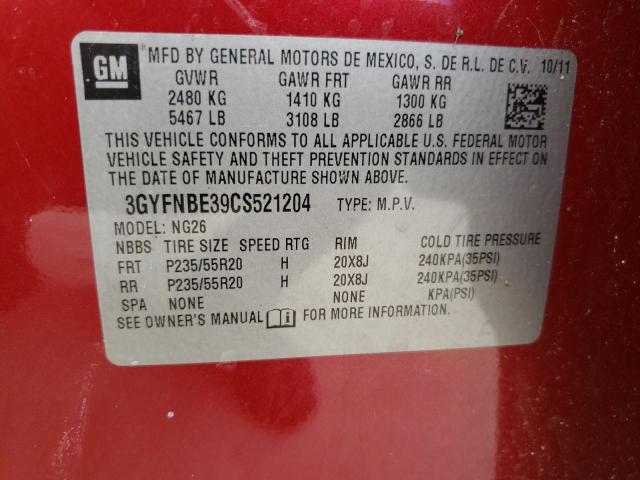 GM MFD BY GENERAL MOTORS DE MEXICO, S. DE R.L. DE C.V. 10/11
GVWR GAWR FRT GAWR RR
2480 KG 1410 KG 1300 KG
5467 LB 3108 LB 2866 LB
THIS VEHICLE CONFORMS TO ALL APPLICABLE U.S. FEDERAL MOTOR
VEHICLE SAFETY AND THEFT PREVENTION STANDARDS IN EFFECT ON
THE DATE OF MANUFACTURE SHOWN ABOVE.
3GYFNBE39CS521204 TYPE: M.P.V.
MODEL: NG26
NBBS TIRE SIZE SPEED RTG RIM COLD TIRE PRESSURE
FRT P235/55R20 H 20X8J 240KPA(35PSI)
RR P235/55R20 H 20X8J 240KPA(35PSI)
SPA NONE NONE KPA(PSI)
SEE OWNER'S MANUAL i FOR MORE INFORMATION.